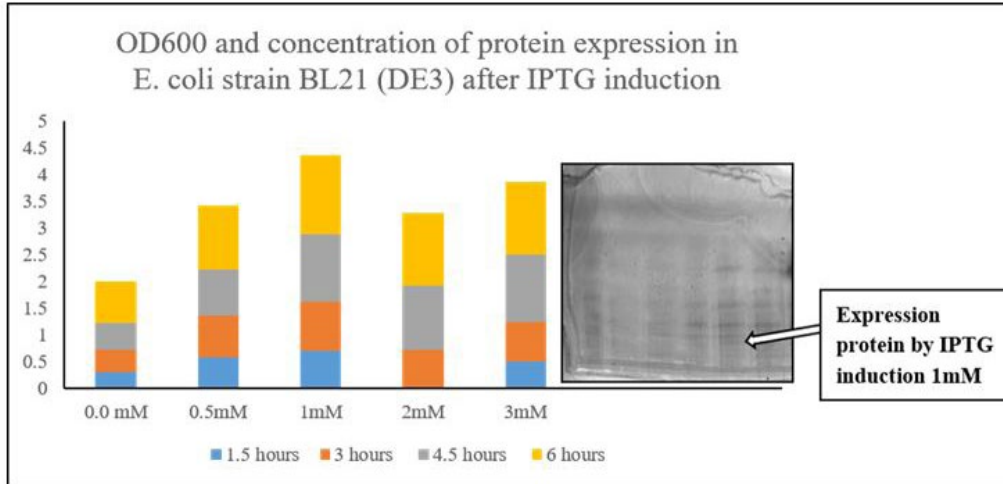 OD600 and concentration of protein expression in
E. coli strain BL21 (DE3) after IPTG induction
5
4.5
4
3.5
3
2.5
2
1.5
1
0.5
0
0.0 mM
0.5mM
1mM
2mM
3mM
1.5 hours
3 hours
4.5 hours
6 hours
Expression
protein by IPTG
induction 1mM